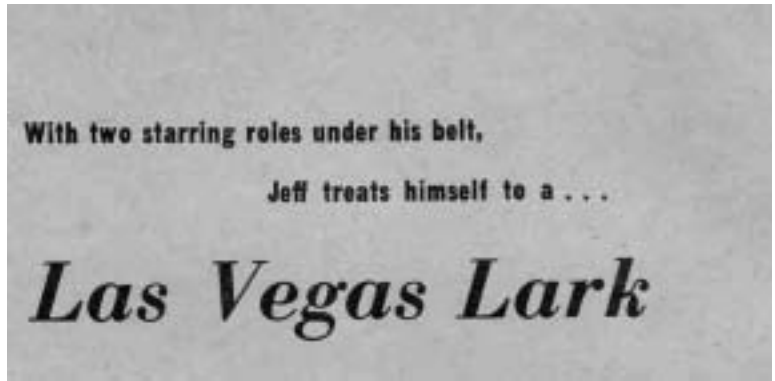 With two starring roles under his belt,
Jeff treats himself to a . . .
Las Vegas Lark